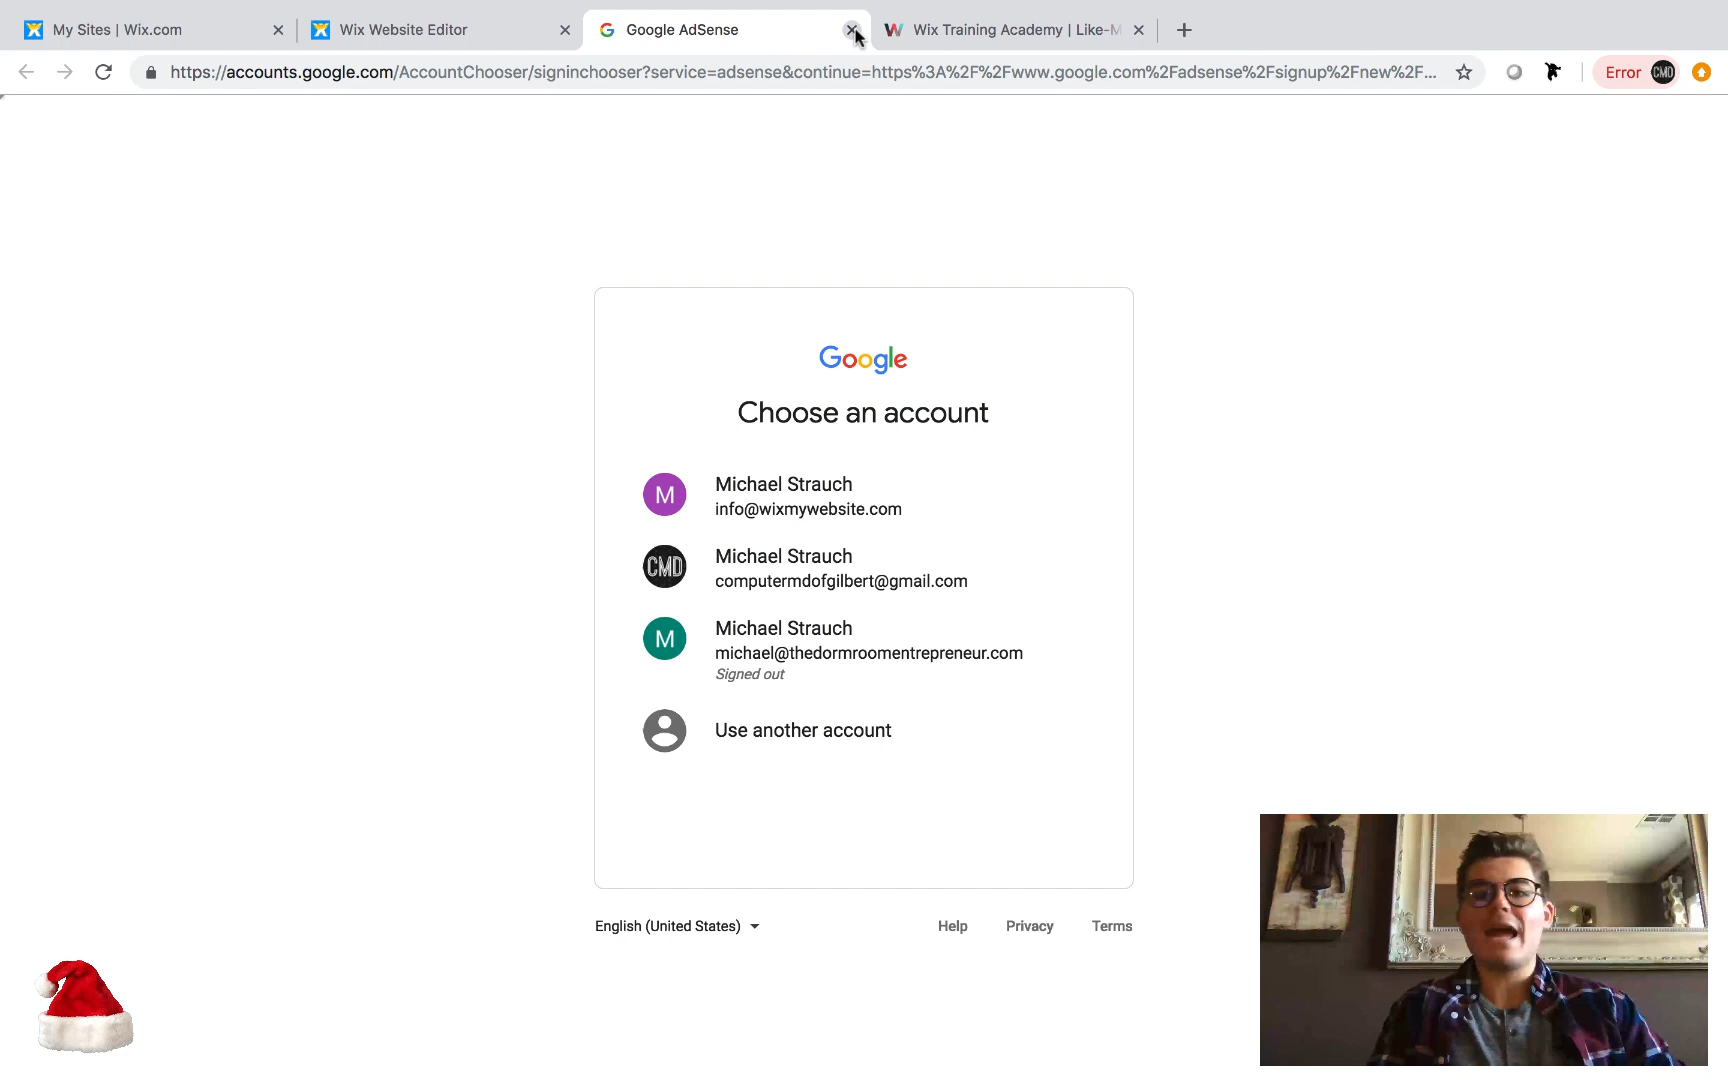 My Sites | Wix.com
Wix Website Editor
Google AdSense
Wix Training Academy | Like-M
https://accounts.google.com/AccountChooser/signinchooser?service=adsense&continue=https%3A%2F%2Fwww.google.com%2Fadsense%2Fsignup%2Fnew%2F...
Error
CMD
Google
Choose an account
M
Michael Strauch
info@wixmywebsite.com
CMD
Michael Strauch
computermdofgilbert@gmail.com
M
Michael Strauch
michael@thedormroomentrepreneur.com
Signed out
Use another account
English (United States)
Help
Privacy
Terms